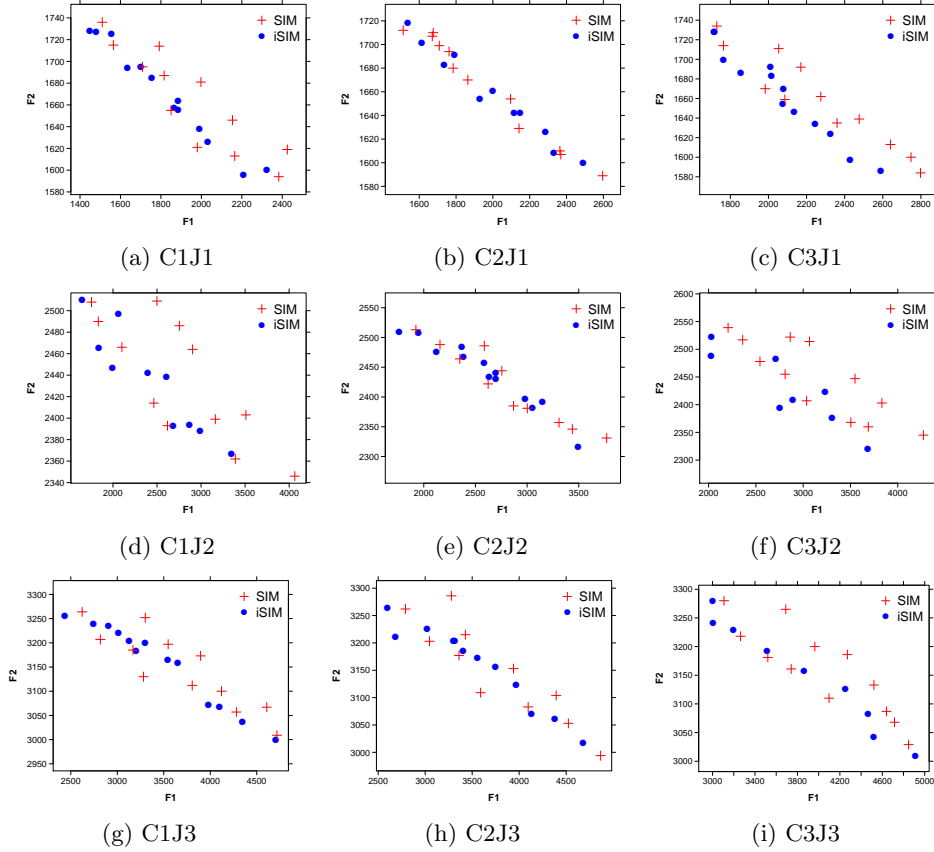 1740
1720
1700
1680
1660
1640
1620
1600
1580
F2
SIM
iSIM
1400 1600 1800 2000 2200 2400
F1
(a) C1J1
1720
1700
1680
1660
1640
1620
1600
1580
F2
SIM
iSIM
1400 1600 1800 2000 2200 2400 2600
F1
(b) C2J1
1740
1720
1700
1680
1660
1640
1620
1600
1580
F2
SIM
iSIM
1800 2000 2200 2400 2600 2800
F1
(c) C3J1
2500
2480
2460
2440
2420
2400
2380
2360
2340
F2
SIM
iSIM
2000 2500 3000 3500 4000
F1
(d) C1J2
2550
2500
2450
2400
2350
2300
F2
SIM
iSIM
1500 2000 2500 3000 3500
F1
(e) C2J2
2600
2550
2500
2450
2400
2350
2300
F2
SIM
iSIM
2000 2500 3000 3500 4000
F1
(f) C3J2
3300
3250
3200
3150
3100
3050
3000
2950
F2
SIM
iSIM
2500 3000 3500 4000 4500
F1
(g) C1J3
3300
3250
3200
3150
3100
3050
3000
F2
SIM
iSIM
2500 3000 3500 4000 4500
F1
(h) C2J3
3300
3250
3200
3150
3100
3050
3000
F2
SIM
iSIM
3000 3400 3800 4200 4600 5000
F1
(i) C3J3